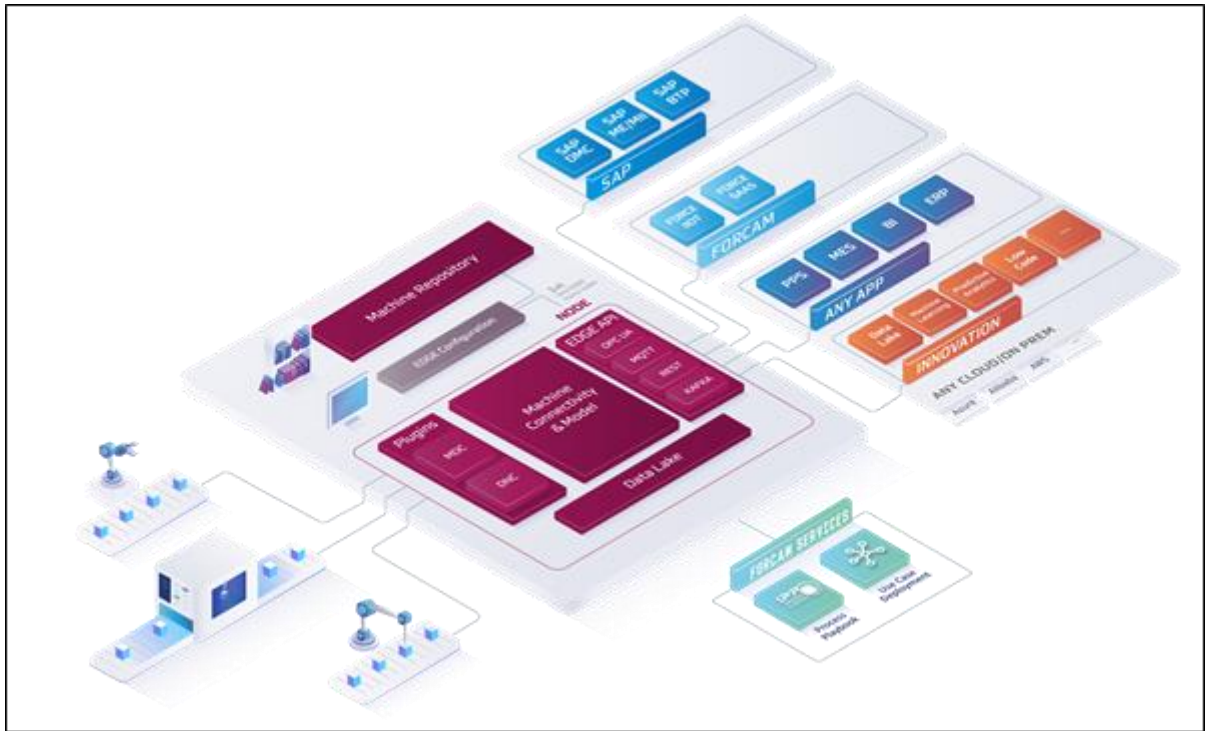 SAP
DMC
SAP
ME/MII
SAP
BTP
SAP
FORCE
IIOT
FORCE
SAAS
FORCAM
PPS
MES
BI
ERP
ANY APP
Data
Lake
Machine
Learning
Predictive
Analytics
Low
Code
...
INNOVATION
ANY CLOUD/ON PREM
Azure
Alibaba
AWS
...
Machine Repository
EDGE Configuration
NODE
EDGE API
OPC UA
MQTT
REST
KAFKA
Machine
Connectivity
& Model
Plugins
MDC
DNC
Data Lake
FORCAM SERVICES
Process
Playbook
Use Case
Deployment